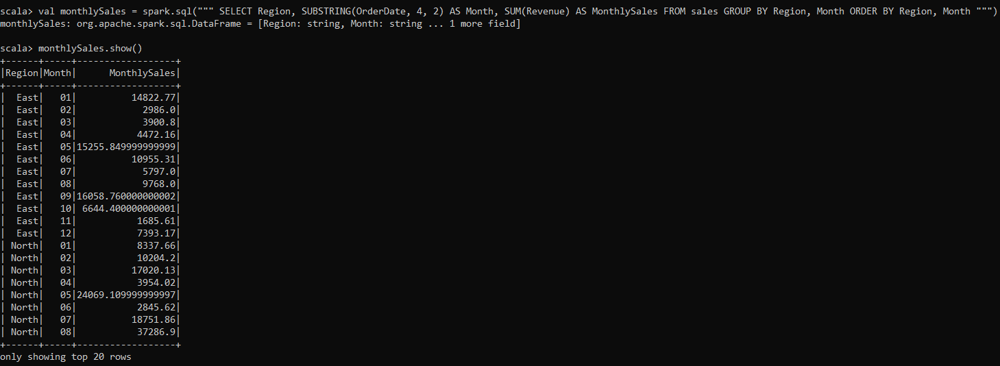 scala> val monthlySales = spark.sql(""" SELECT Region, SUBSTRING(OrderDate, 4, 2) AS Month, SUM(Revenue) AS MonthlySales FROM sales GROUP BY Region, Month ORDER BY Region, Month """)
monthlySales: org.apache.spark.sql.DataFrame = [Region: string, Month: string ... 1 more field]
scala> monthlySales.show()
+------+-----+------------------+
|Region|Month|      MonthlySales|
+------+-----+------------------+
|  East|   01|          14822.77|
|  East|   02|            2986.0|
|  East|   03|            3900.8|
|  East|   04|           4472.16|
|  East|   05|15255.849999999999|
|  East|   06|          10955.31|
|  East|   07|            5797.0|
|  East|   08|            9768.0|
|  East|   09|16058.760000000002|
|  East|   10| 6644.400000000001|
|  East|   11|           1685.61|
|  East|   12|           7393.17|
| North|   01|           8337.66|
| North|   02|           10204.2|
| North|   03|          17020.13|
| North|   04|           3954.02|
| North|   05|24069.109999999997|
| North|   06|           2845.62|
| North|   07|          18751.86|
| North|   08|           37286.9|
+------+-----+------------------+
only showing top 20 rows